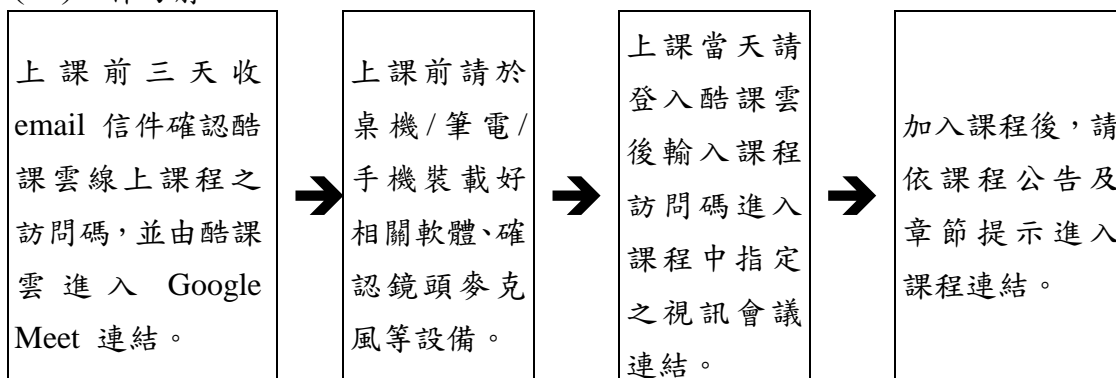 上課前三天收
email 信件確認酷
課雲線上課程之
訪問碼，並由酷課
雲進入 Google
Meet 連結。
上課前請於
桌機/筆電/
手機裝載好
相關軟體、確
認鏡頭麥克
風等設備。
上課當天請
登入酷課雲
後輸入課程
訪問碼進入
課程中指定
之視訊會議
連結。
加入課程後，請
依課程公告及
章節提示進入
課程連結。